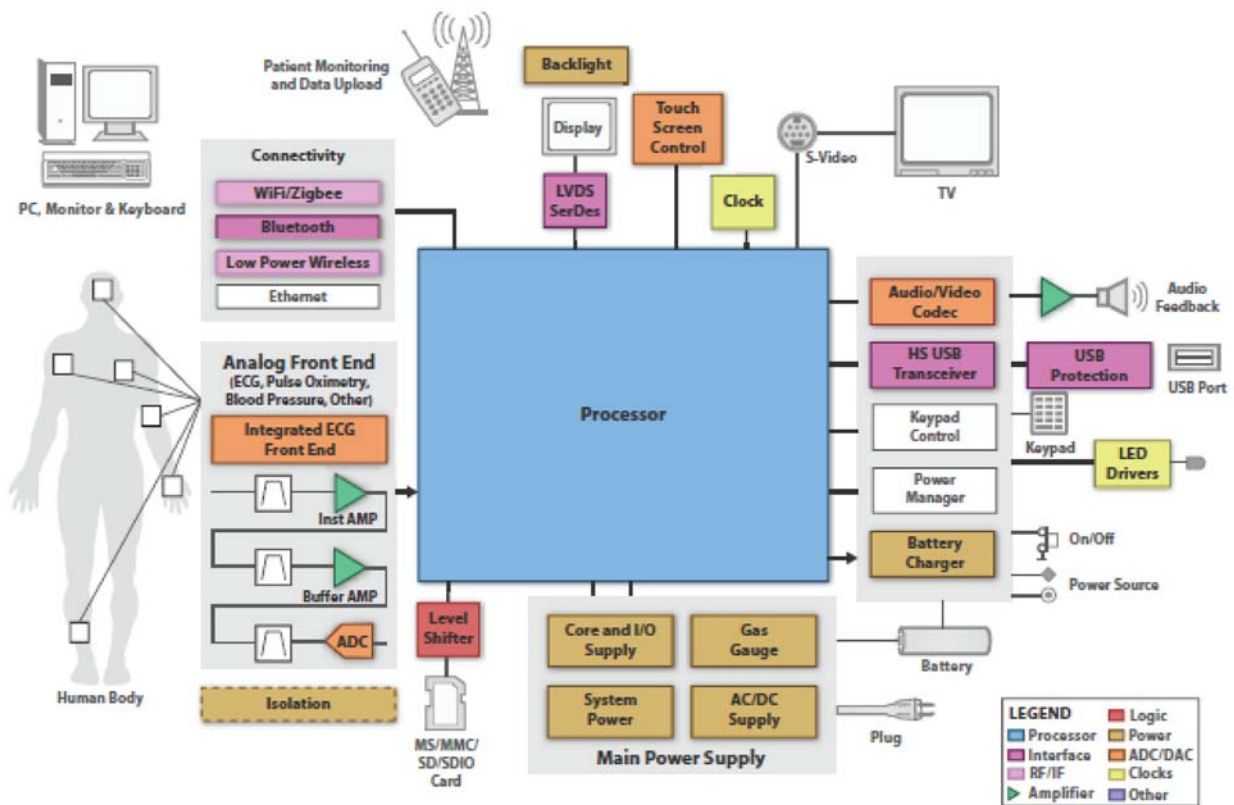 Patient Monitoring
and Data Upload
Backlight
Display
Touch
Screen
Control
S-Video
TV
PC, Monitor & Keyboard
Connectivity
WiFi/Zigbee
Bluetooth
Low Power Wireless
Ethernet
LVDS
SerDes
Clock
Processor
Audio/Video
Codec
Audio
Feedback
HS USB
Transceiver
USB
Protection
USB Port
Keypad
Control
Keypad
Power
Manager
LED
Drivers
Battery
Charger
On/Off
Power Source
Analog Front End
(ECG, Pulse Oximetry,
Blood Pressure, Other)
Integrated ECG
Front End
Inst AMP
Buffer AMP
ADC
Isolation
Human Body
Level
Shifter
MS/MMC/
SD/SDIO
Card
Core and I/O
Supply
Gas
Gauge
System
Power
AC/DC
Supply
Main Power Supply
Battery
Plug
LEGEND
Processor
Interface
RF/IF
Amplifier
Logic
Power
ADC/DAC
Clocks
Other